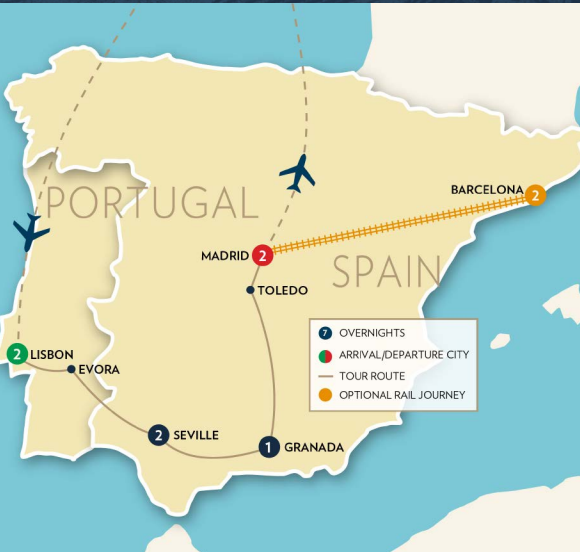 PORTUGAL
BARCELONA 2
MADRID 2
SPAIN
TOLEDO
7 OVERNIGHTS
ARRIVAL/DEPARTURE CITY
TOUR ROUTE
OPTIONAL RAIL JOURNEY
2 LISBON
EVORA
2 SEVILLE
1 GRANADA